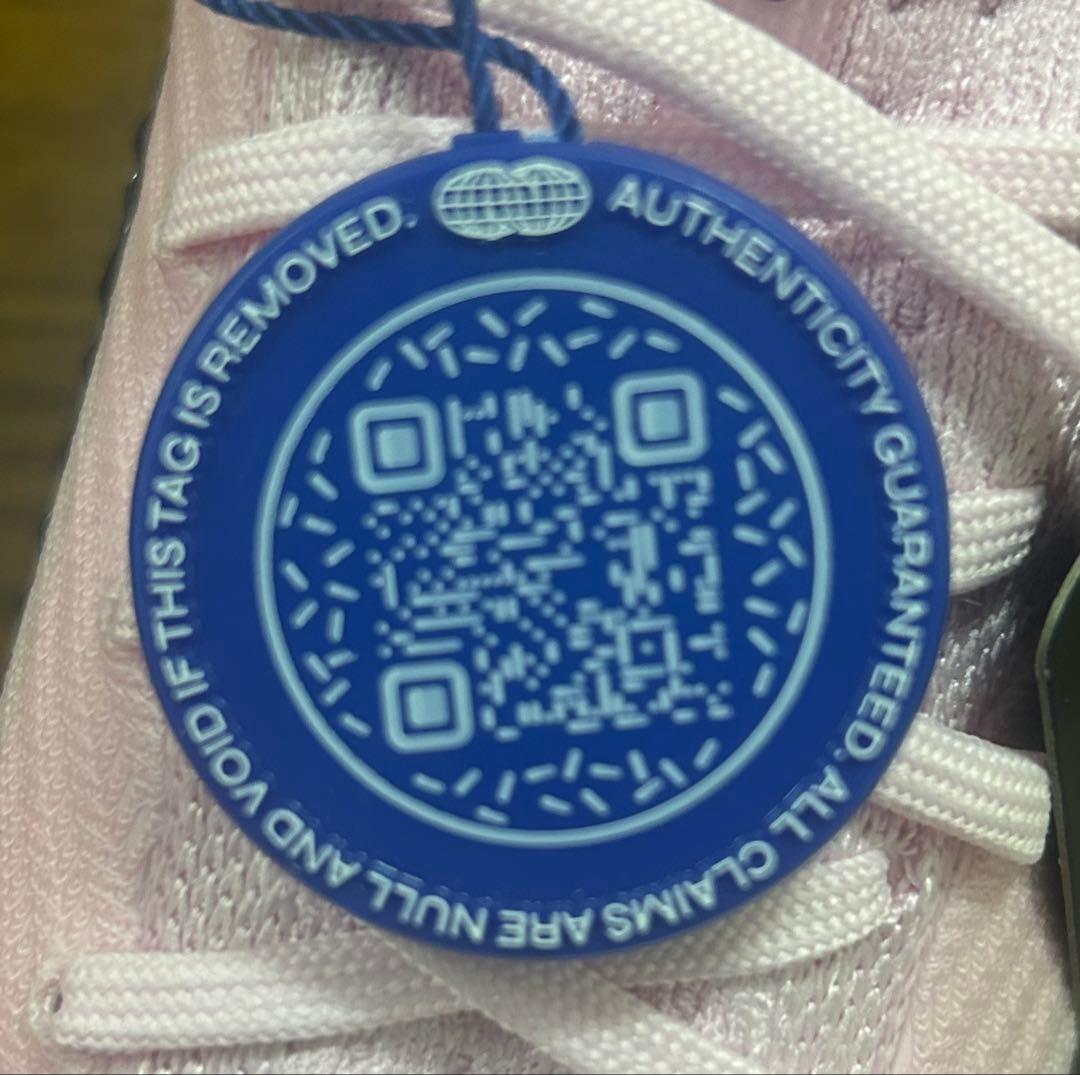 AUTHENTICITY GUARANTEED. ALL CLAIMS ARE NULL AND VOID IF THIS TAG IS REMOVED.